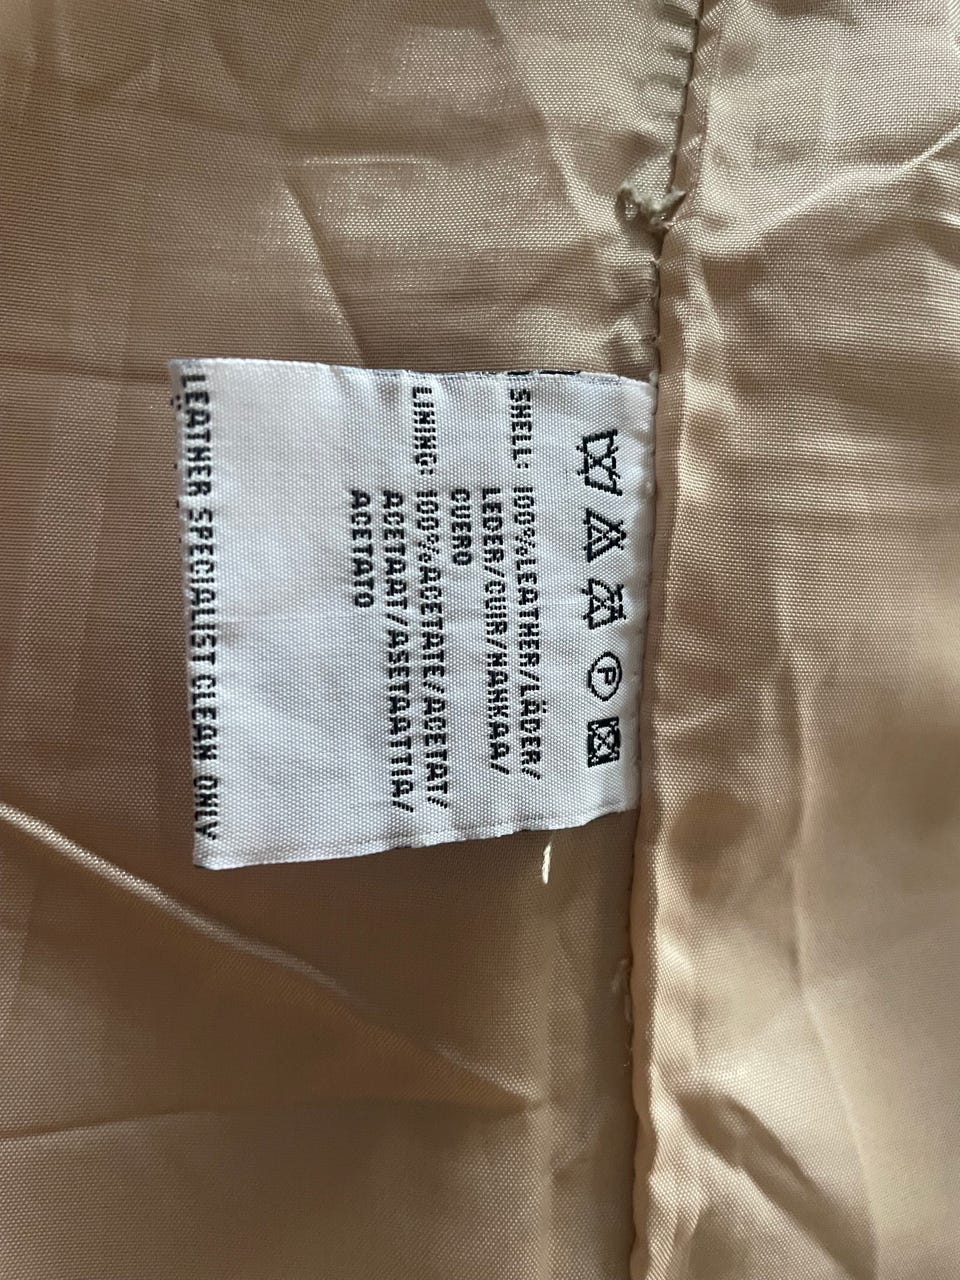 P
SHELL: 100%LEATHER/LÄDER/
LEDER/CUIR/NAHKAA/
CUERO
LINING: 100%ACETATE/ACETAT/
ACETAAT/ASETAATTIA/
ACETATO
LEATHER SPECIALIST CLEAN ONLY